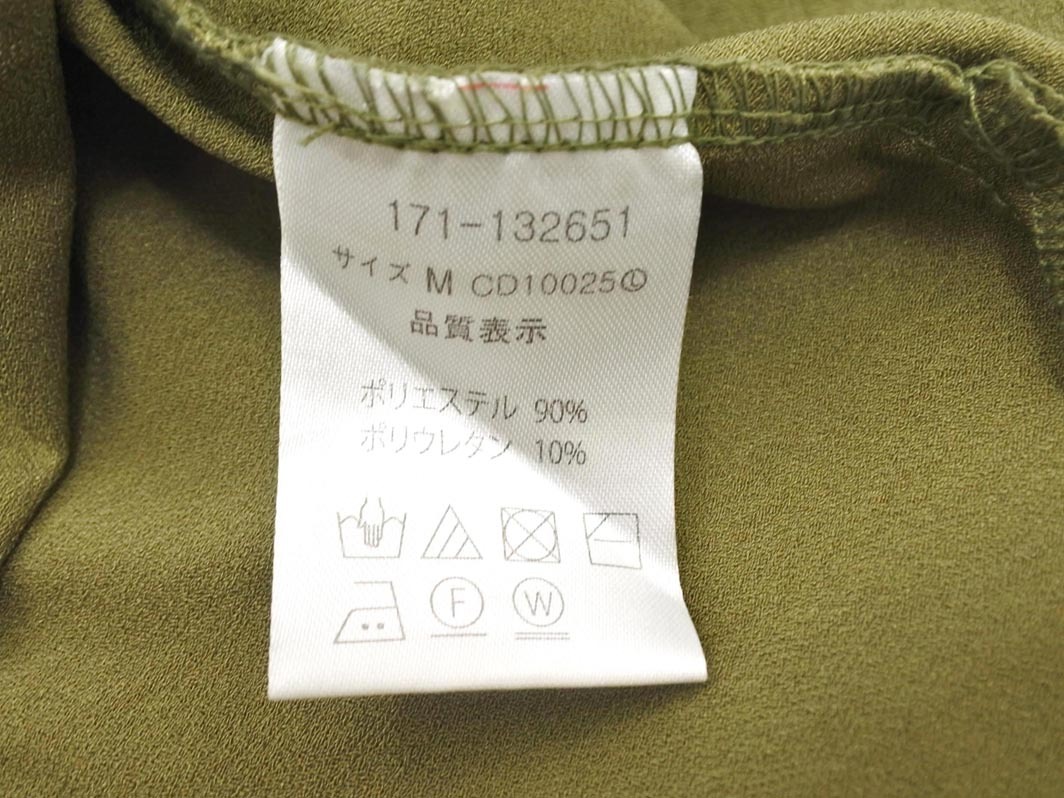 171-132651
サイズ M CD10025Ⓛ
品質表示
ポリエステル 90%
ポリウレタン 10%
F W